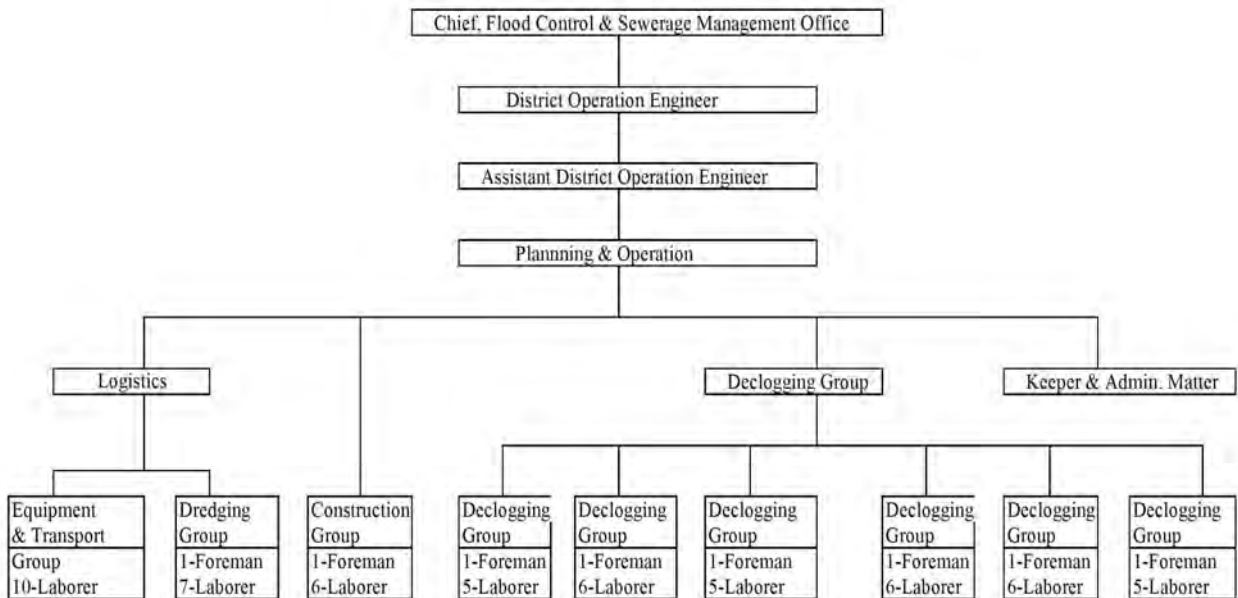 Chief, Flood Control & Sewerage Management Office
District Operation Engineer
Assistant District Operation Engineer
Plannning & Operation
Logistics
Declogging Group
Keeper & Admin. Matter
Equipment
& Transport
Group
10-Laborer
Dredging
Group
1-Foreman
7-Laborer
Construction
Group
1-Foreman
6-Laborer
Declogging
Group
1-Foreman
5-Laborer
Declogging
Group
1-Foreman
6-Laborer
Declogging
Group
1-Foreman
5-Laborer
Declogging
Group
1-Foreman
6-Laborer
Declogging
Group
1-Foreman
6-Laborer
Declogging
Group
1-Foreman
5-Laborer